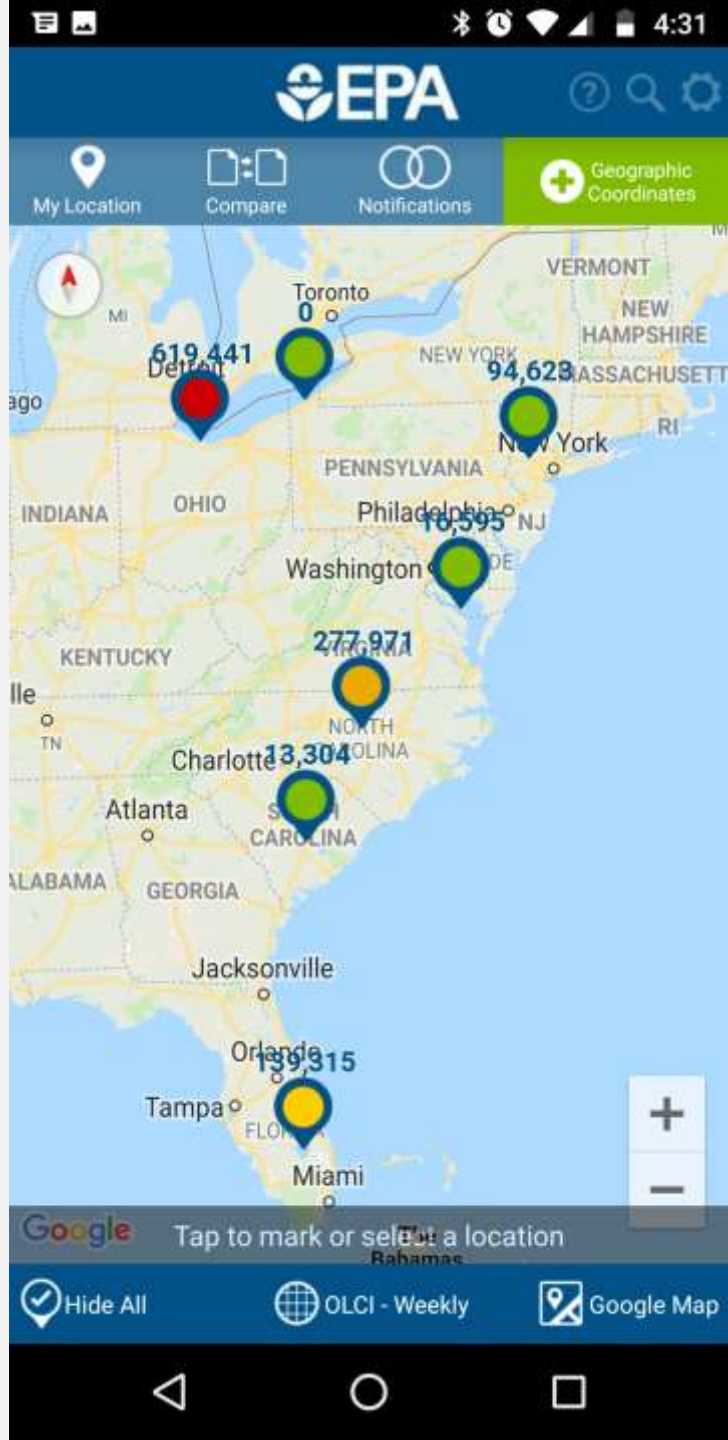 4:31
EPA
My Location
Compare
Notifications
Geographic
Coordinates
VERMONT
Toronto
0
MI
NEW
HAMPSHIRE
619,441
Detroit
NEW YORK
94,623
MASSACHUSETT
ago
RI
New York
PENNSYLVANIA
OHIO
INDIANA
Philadelphia
16,595
NJ
Washington
DE
277,971
VIRGINIA
KENTUCKY
lle
TN
NORTH
CAROLINA
Charlotte
13,304
Atlanta
SOUTH
CAROLINA
ALABAMA
GEORGIA
Jacksonville
Orlando
139,315
Tampa
FLORIDA
Miami
Google
Tap to mark or select a location
The
Bahamas
Hide All
OLCI - Weekly
Google Map